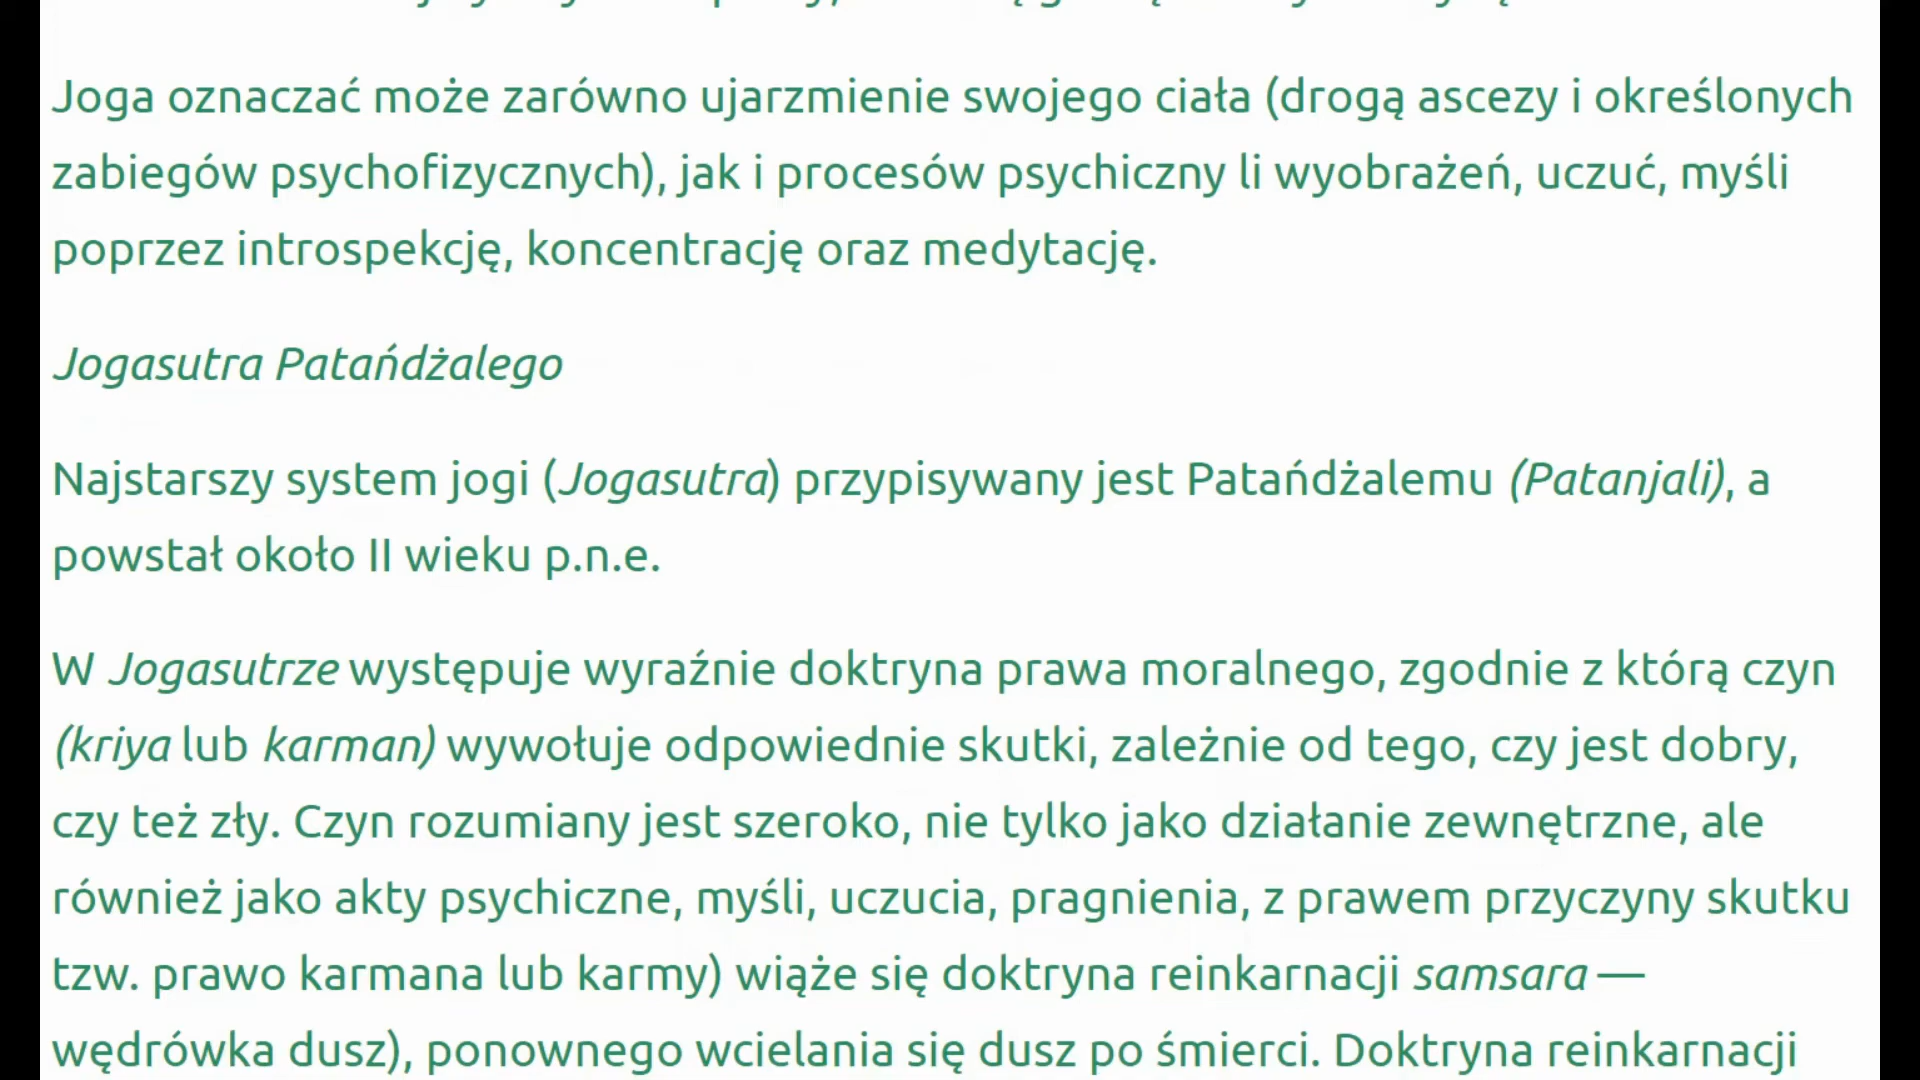 Joga oznaczać może zarówno ujarzmienie swojego ciała (drogą ascezy i określonych
zabiegów psychofizycznych), jak i procesów psychiczny li wyobrażeń, uczuć, myśli
poprzez introspekcję, koncentrację oraz medytację.
Jogasutra Patańdżalego
Najstarszy system jogi (Jogasutra) przypisywany jest Patańdżalemu (Patanjali), a
powstał około II wieku p.n.e.
W Jogasutrze występuje wyraźnie doktryna prawa moralnego, zgodnie z którą czyn
(kriya lub karman) wywołuje odpowiednie skutki, zależnie od tego, czy jest dobry,
czy też zły. Czyn rozumiany jest szeroko, nie tylko jako działanie zewnętrzne, ale
również jako akty psychiczne, myśli, uczucia, pragnienia, z prawem przyczyny skutku
tzw. prawo karmana lub karmy) wiąże się doktryna reinkarnacji samsara —
wędrówka dusz), ponownego wcielania się dusz po śmierci. Doktryna reinkarnacji